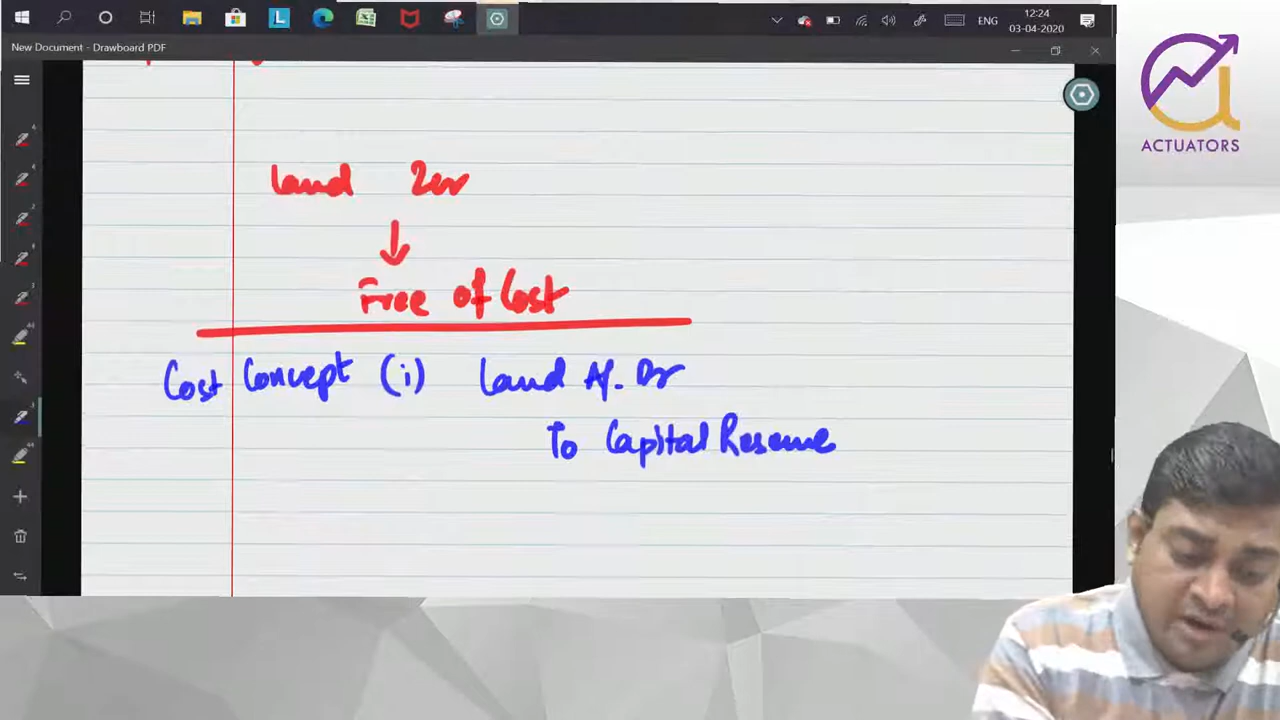 12:24
ENG
03-04-2020
New Document - Drawboard PDF
ACTUATORS
Land 2cr
Free of Cost
Cost Concept (i) Land A/. Dr
To Capital Reserve